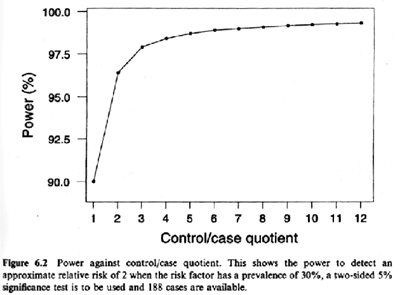 100.0
97.5
95.0
92.5
90.0
Power (%)
1 2 3 4 5 6 7 8 9 10 11 12
Control/case quotient
Figure 6.2 Power against control/case quotient. This shows the power to detect an
approximate relative risk of 2 when the risk factor has a prevalence of 30%, a two-sided 5%
significance test is to be used and 188 cases are available.